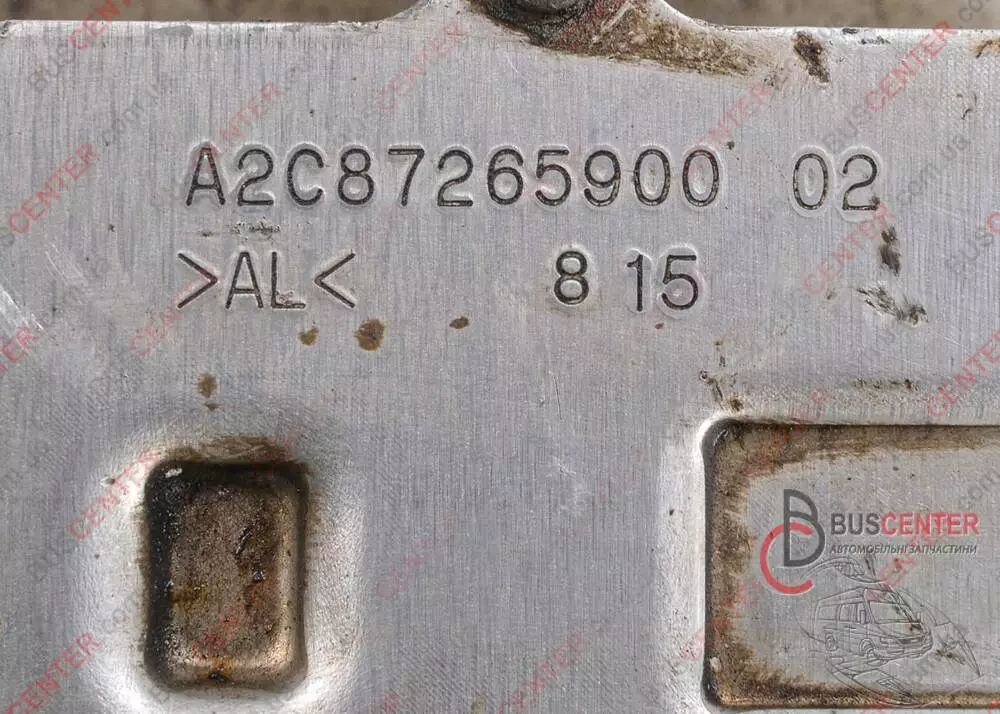 A2C87265900 02
>AL< 8 15
BUSCENTER
АВТОМОБІЛЬНІ ЗАПЧАСТИНИ